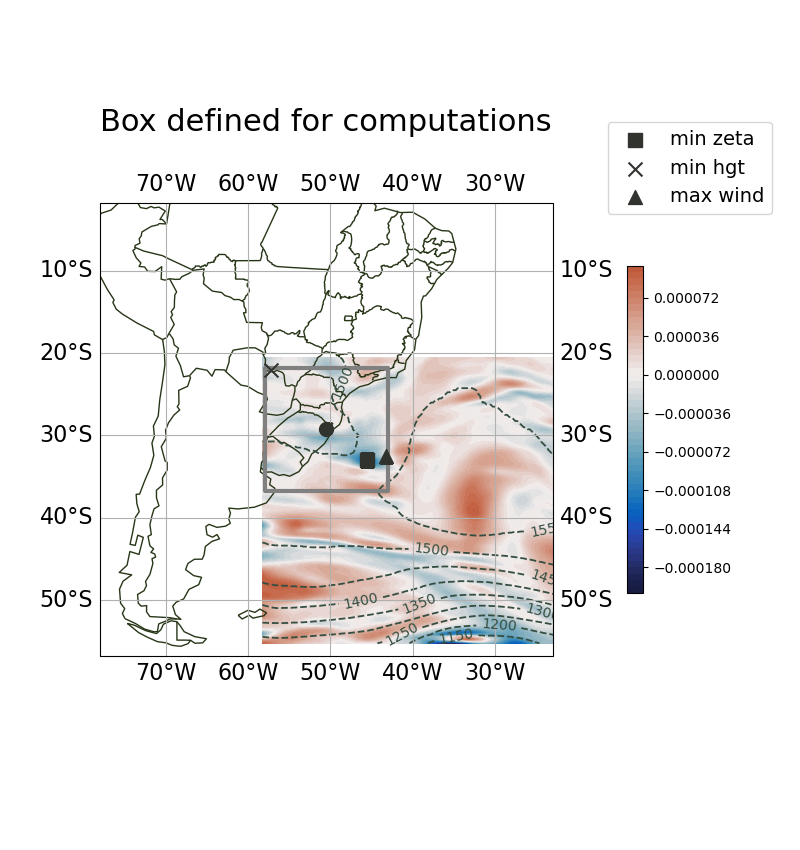 Box defined for computations
min zeta
min hgt
max wind
70°W 60°W 50°W 40°W 30°W
10°S 10°S
20°S 20°S
30°S 30°S
40°S 40°S
50°S 50°S
70°W 60°W 50°W 40°W 30°W
0.000072
0.000036
0.000000
−0.000036
−0.000072
−0.000108
−0.000144
−0.000180
1500
1500
1400
1350
1250
1150
1200